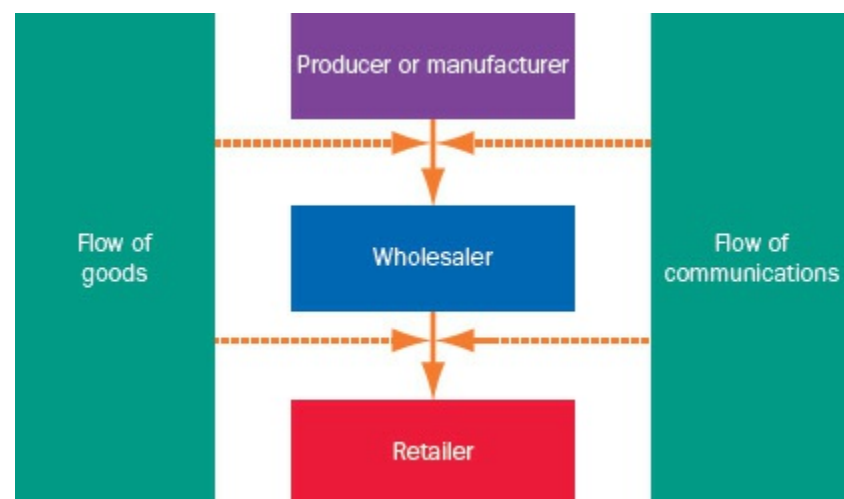 Producer or manufacturer
Flow of
goods
Wholesaler
Flow of
communications
Retailer